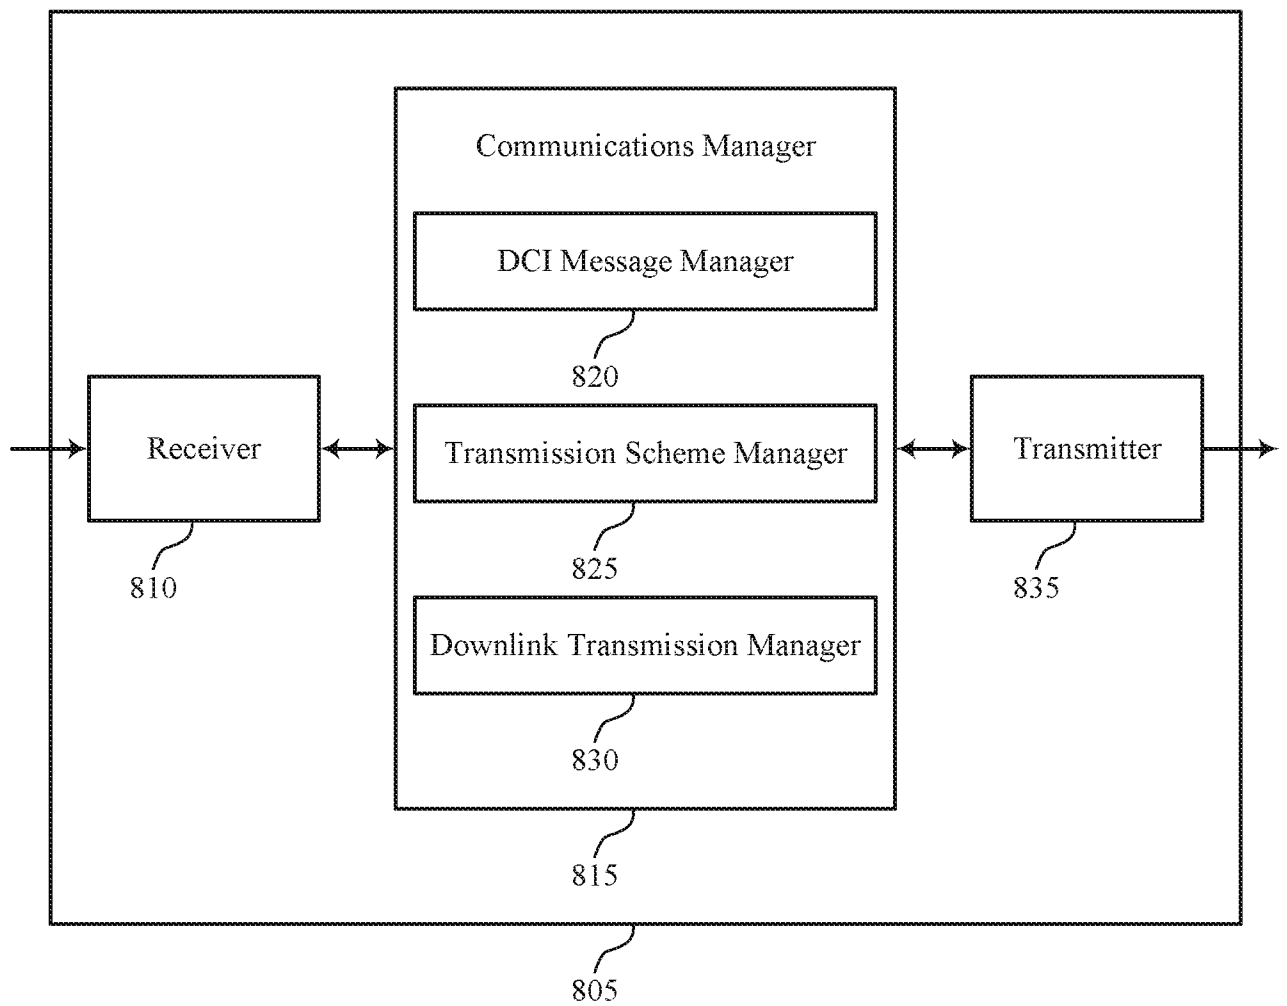 Communications Manager
DCI Message Manager
820
Receiver
810
Transmission Scheme Manager
825
Transmitter
835
Downlink Transmission Manager
830
815
805